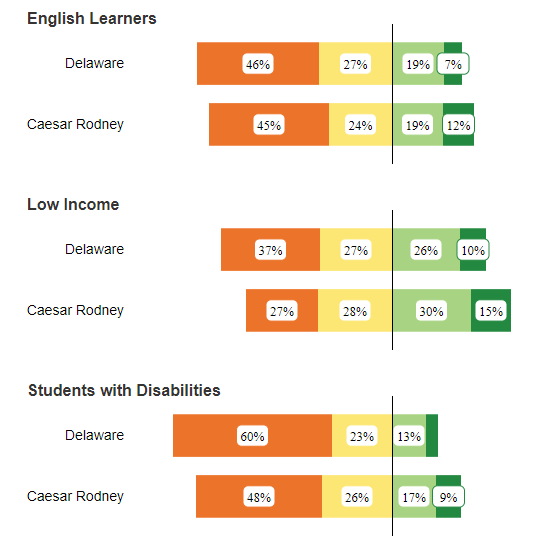 English Learners
Delaware 46% 27% 19% 7%
Caesar Rodney 45% 24% 19% 12%
Low Income
Delaware 37% 27% 26% 10%
Caesar Rodney 27% 28% 30% 15%
Students with Disabilities
Delaware 60% 23% 13%
Caesar Rodney 48% 26% 17% 9%